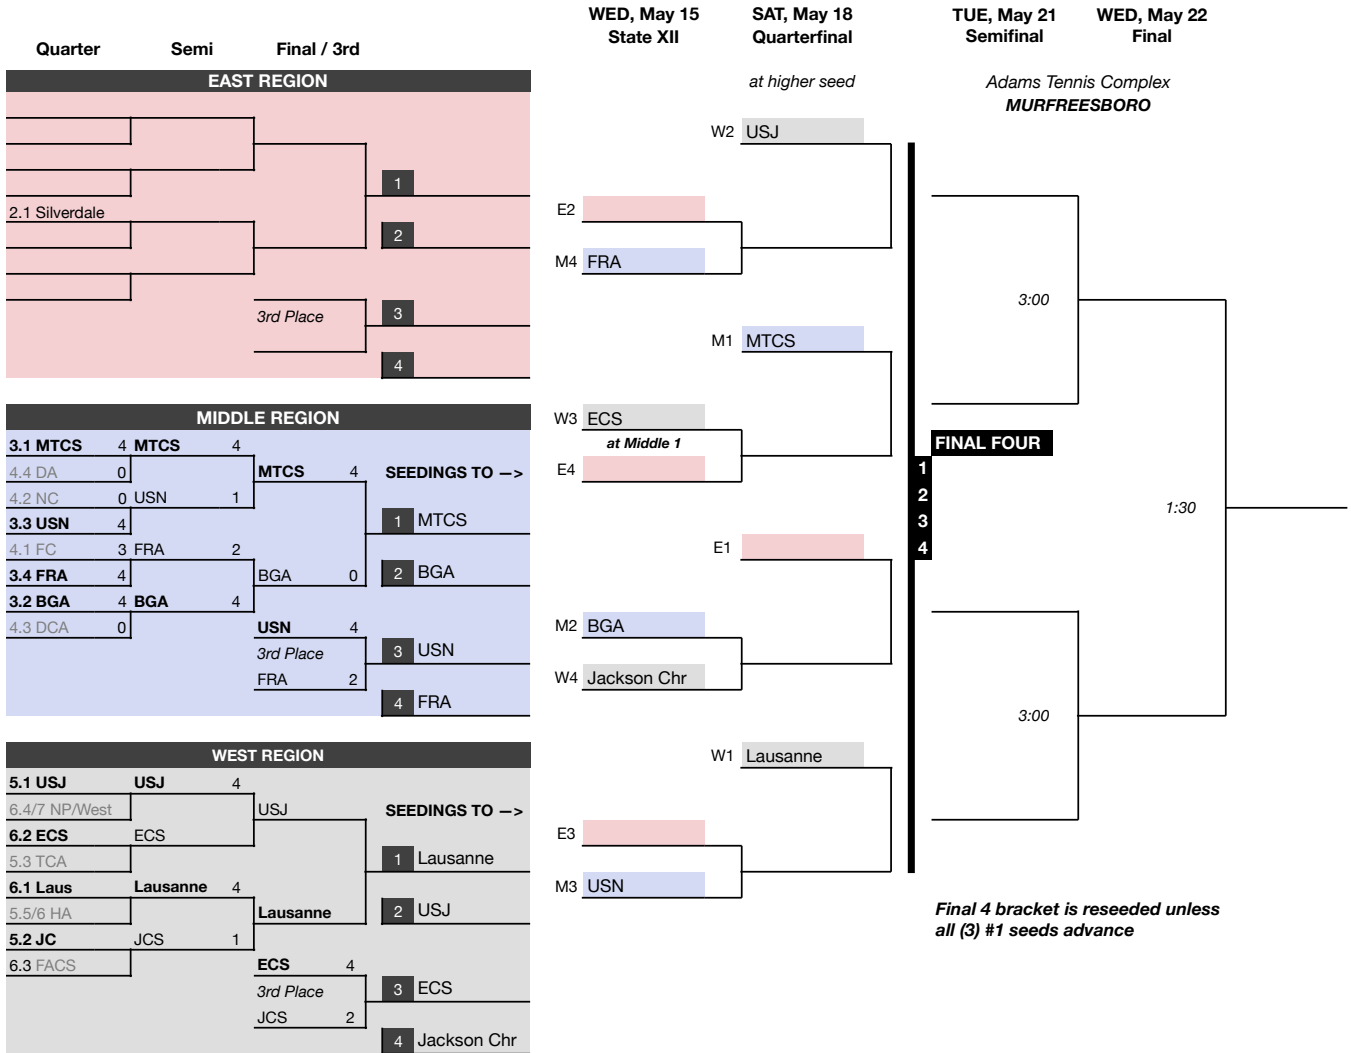 WED, May 15 SAT, May 18 TUE, May 21 WED, May 22
State XII Quarterfinal Semifinal Final
Quarter Semi Final / 3rd
EAST REGION
at higher seed
Adams Tennis Complex
MURFREESBORO
W2 USJ
1
2.1 Silverdale
E2
2
M4 FRA
3rd Place
3
3:00
M1 MTCS
4
MIDDLE REGION
W3 ECS
3.1 MTCS 4 MTCS 4
at Middle 1
FINAL FOUR
4.4 DA 0
MTCS 4 SEEDINGS TO —>
E4
1
4.2 NC 0 USN 1
2
3.3 USN 4
1 MTCS
3
1:30
4.1 FC 3 FRA 2
E1
4
3.4 FRA 4
BGA 0
2 BGA
3.2 BGA 4 BGA 4
4.3 DCA 0
USN 4
M2 BGA
3rd Place
3 USN
FRA 2
W4 Jackson Chr
4 FRA
3:00
WEST REGION
W1 Lausanne
5.1 USJ USJ 4
6.4/7 NP/West
USJ SEEDINGS TO —>
6.2 ECS ECS
E3
5.3 TCA
1 Lausanne
6.1 Laus Lausanne 4
M3 USN
5.5/6 HA
Lausanne
2 USJ
Final 4 bracket is reseeded unless
all (3) #1 seeds advance
5.2 JC JCS 1
6.3 FACS
ECS 4
3rd Place
3 ECS
JCS 2
4 Jackson Chr